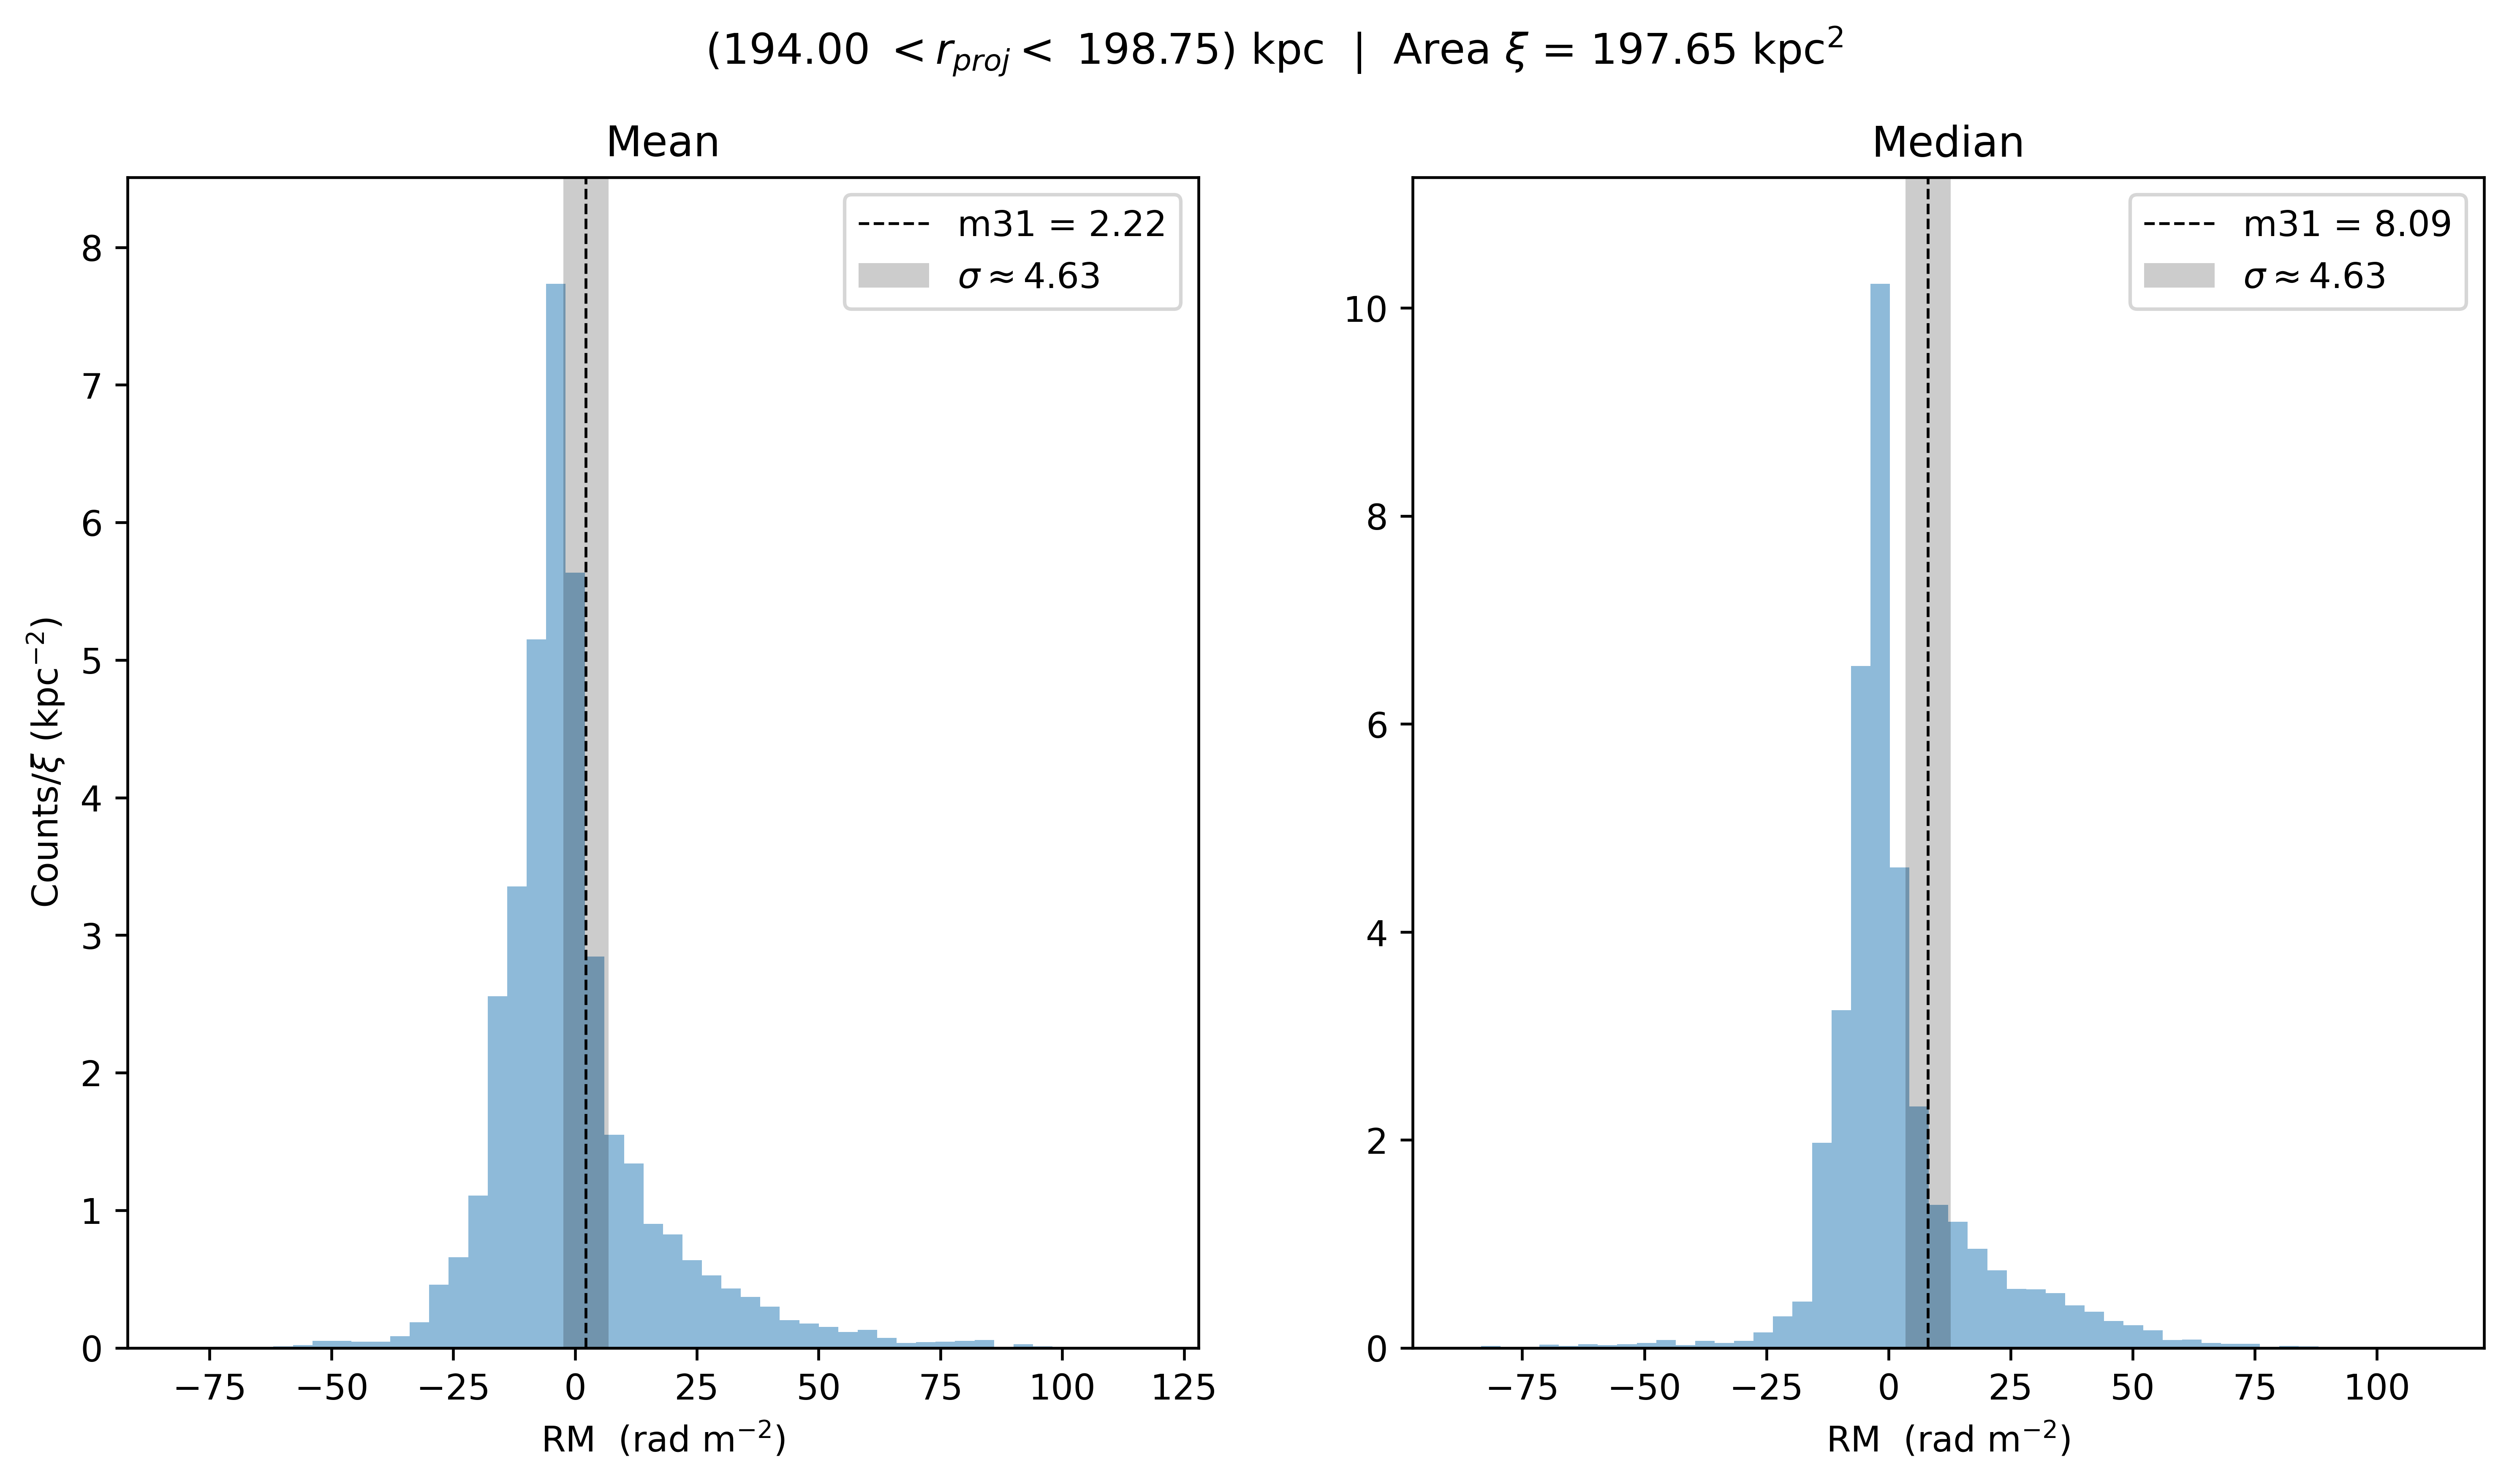 (194.00 < r_proj < 198.75) kpc | Area ξ = 197.65 kpc²
Mean
m31 = 2.22
σ ≈ 4.63
8
7
6
5
4
3
2
1
0
Counts/ξ (kpc⁻²)
−75 −50 −25 0 25 50 75 100 125
RM (rad m⁻²)
Median
m31 = 8.09
σ ≈ 4.63
10
8
6
4
2
0
−75 −50 −25 0 25 50 75 100
RM (rad m⁻²)